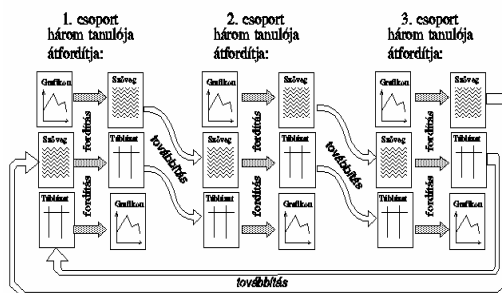 1. csoport
három tanulója
átfordítja:
2. csoport
három tanulója
átfordítja:
3. csoport
három tanulója
átfordítja:
Grafikon
Szöveg
Grafikon
Szöveg
Grafikon
Szöveg
fordítás
továbbítás
fordítás
továbbítás
fordítás
Szöveg
Táblázat
Szöveg
Táblázat
Szöveg
Táblázat
fordítás
fordítás
fordítás
Táblázat
Grafikon
Táblázat
Grafikon
Táblázat
Grafikon
továbbítás